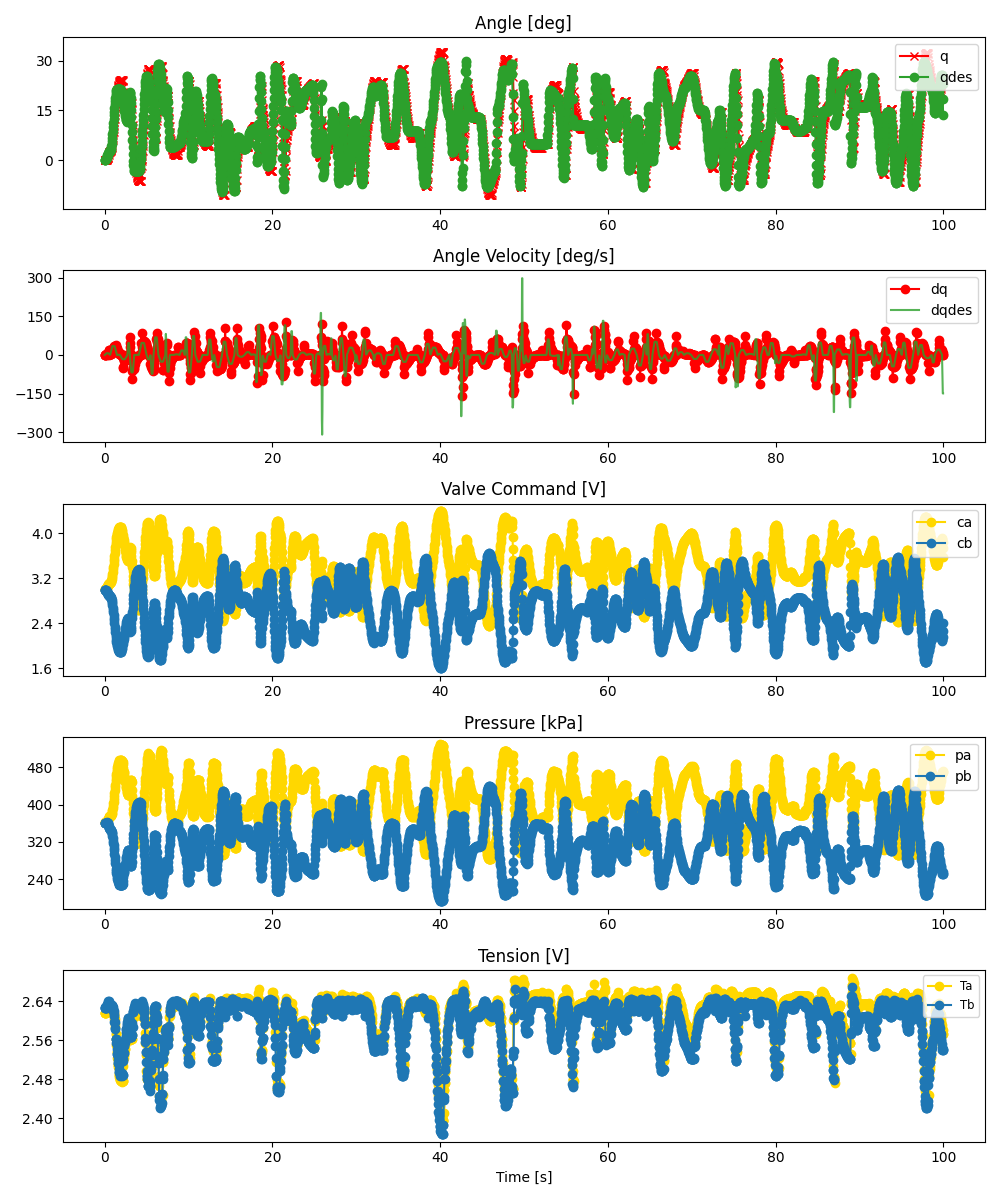 Angle [deg]
30
15
0
q
qdes
0 20 40 60 80 100
Angle Velocity [deg/s]
300
150
0
−150
−300
dq
dqdes
0 20 40 60 80 100
Valve Command [V]
4.0
3.2
2.4
1.6
ca
cb
0 20 40 60 80 100
Pressure [kPa]
480
400
320
240
pa
pb
0 20 40 60 80 100
Tension [V]
2.64
2.56
2.48
2.40
Ta
Tb
0 20 40 60 80 100
Time [s]